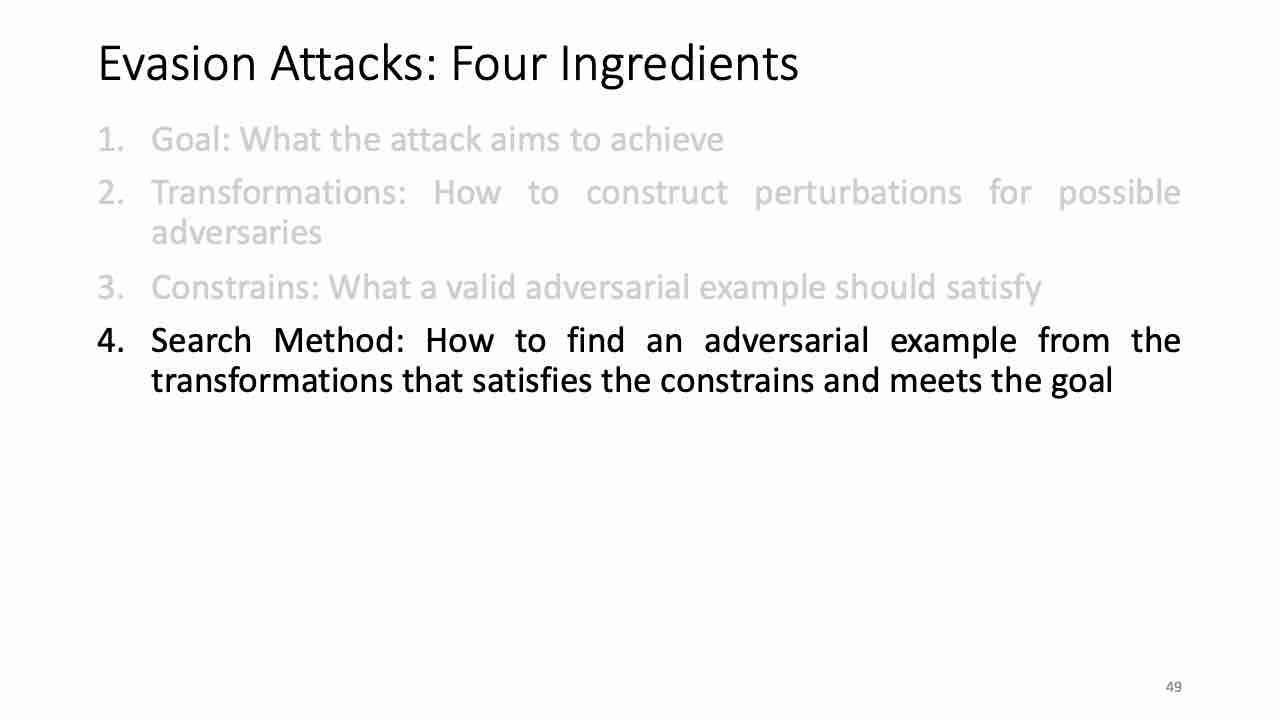 Evasion Attacks: Four Ingredients
1. Goal: What the attack aims to achieve
2. Transformations: How to construct perturbations for possible
adversaries
3. Constrains: What a valid adversarial example should satisfy
4. Search Method: How to find an adversarial example from the
transformations that satisfies the constrains and meets the goal
49